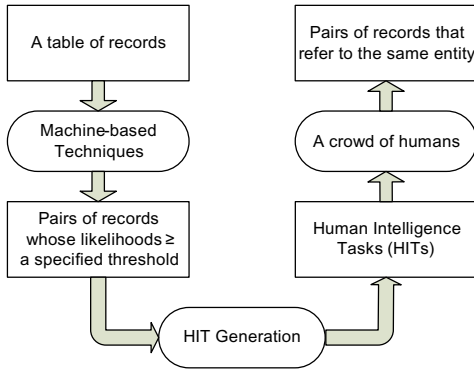 A table of records
Machine-based
Techniques
Pairs of records
whose likelihoods ≥
a specified threshold
HIT Generation
Human Intelligence
Tasks (HITs)
A crowd of humans
Pairs of records that
refer to the same entity